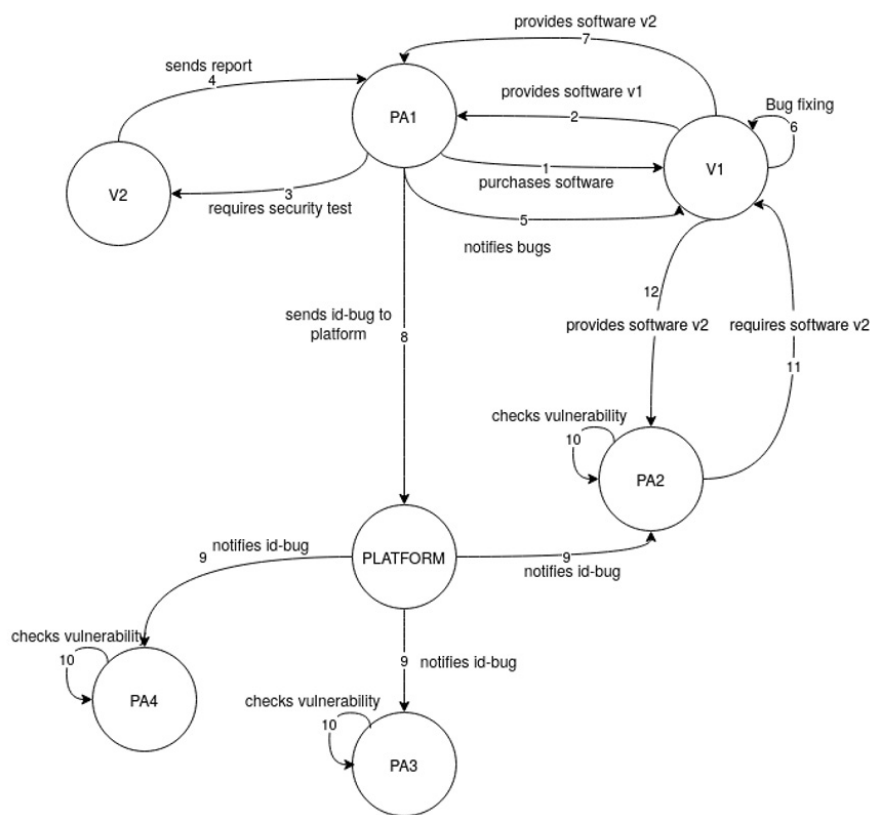 provides software v2
7
sends report
4
PA1
provides software v1
2
Bug fixing
6
V1
V2
1
purchases software
3
requires security test
5
notifies bugs
12
sends id-bug to
platform
8
provides software v2
requires software v2
11
checks vulnerability
10
PA2
PLATFORM
notifies id-bug
9
9
notifies id-bug
checks vulnerability
10
PA4
9
notifies id-bug
checks vulnerability
10
PA3